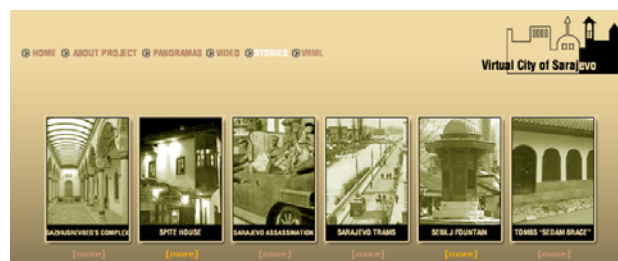 HOME ABOUT PROJECT PANORAMAS VIDEO STORIES VRML
Virtual City of Sarajevo
GAZIHUSREVBEG'S COMPLEX
SPITE HOUSE
SARAJEVO ASSASSINATION
SARAJEVO TRAMS
SEBILJ FOUNTAIN
TOMBS "SEDAM BRACE"
[more] [more] [more] [more] [more] [more]